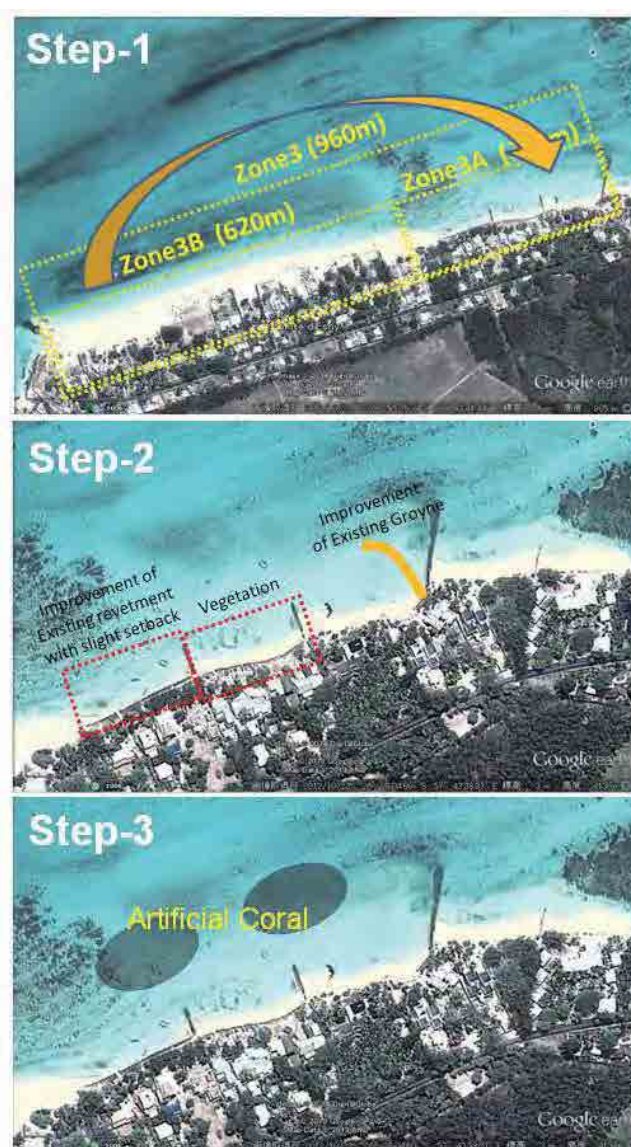 Step-1
Zone3 (960m)
Zone3A (
Zone3B (620m)
Google earth
Step-2
Improvement
of Existing Groyne
Improvement of
Existing revetment
with slight setback
Vegetation
Google earth
Step-3
Artificial Coral
Google earth